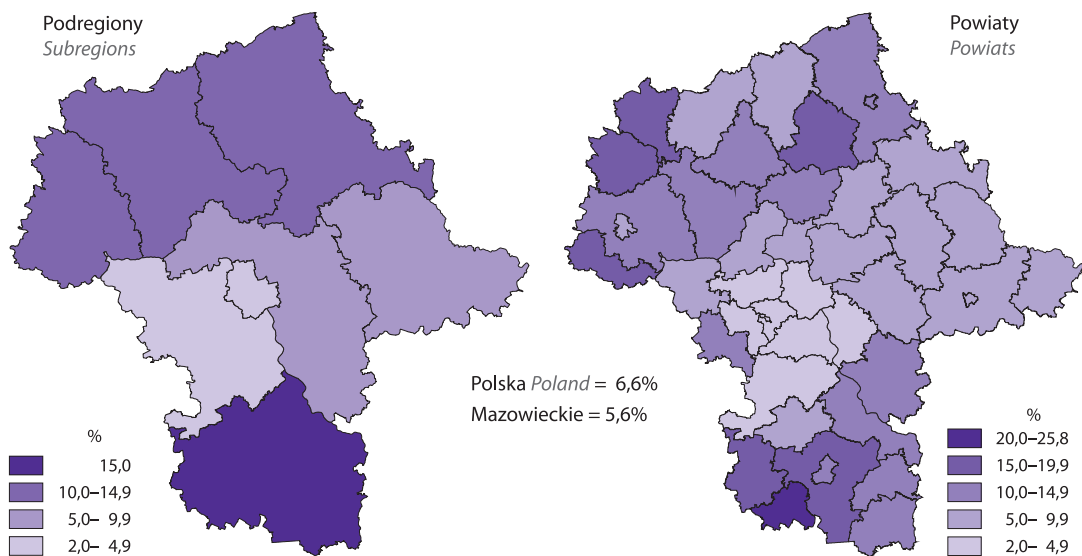 Podregiony
Subregions
Powiaty
Powiats
Polska Poland = 6,6%
Mazowieckie = 5,6%
%
15,0
10,0–14,9
5,0– 9,9
2,0– 4,9
%
20,0–25,8
15,0–19,9
10,0–14,9
5,0– 9,9
2,0– 4,9